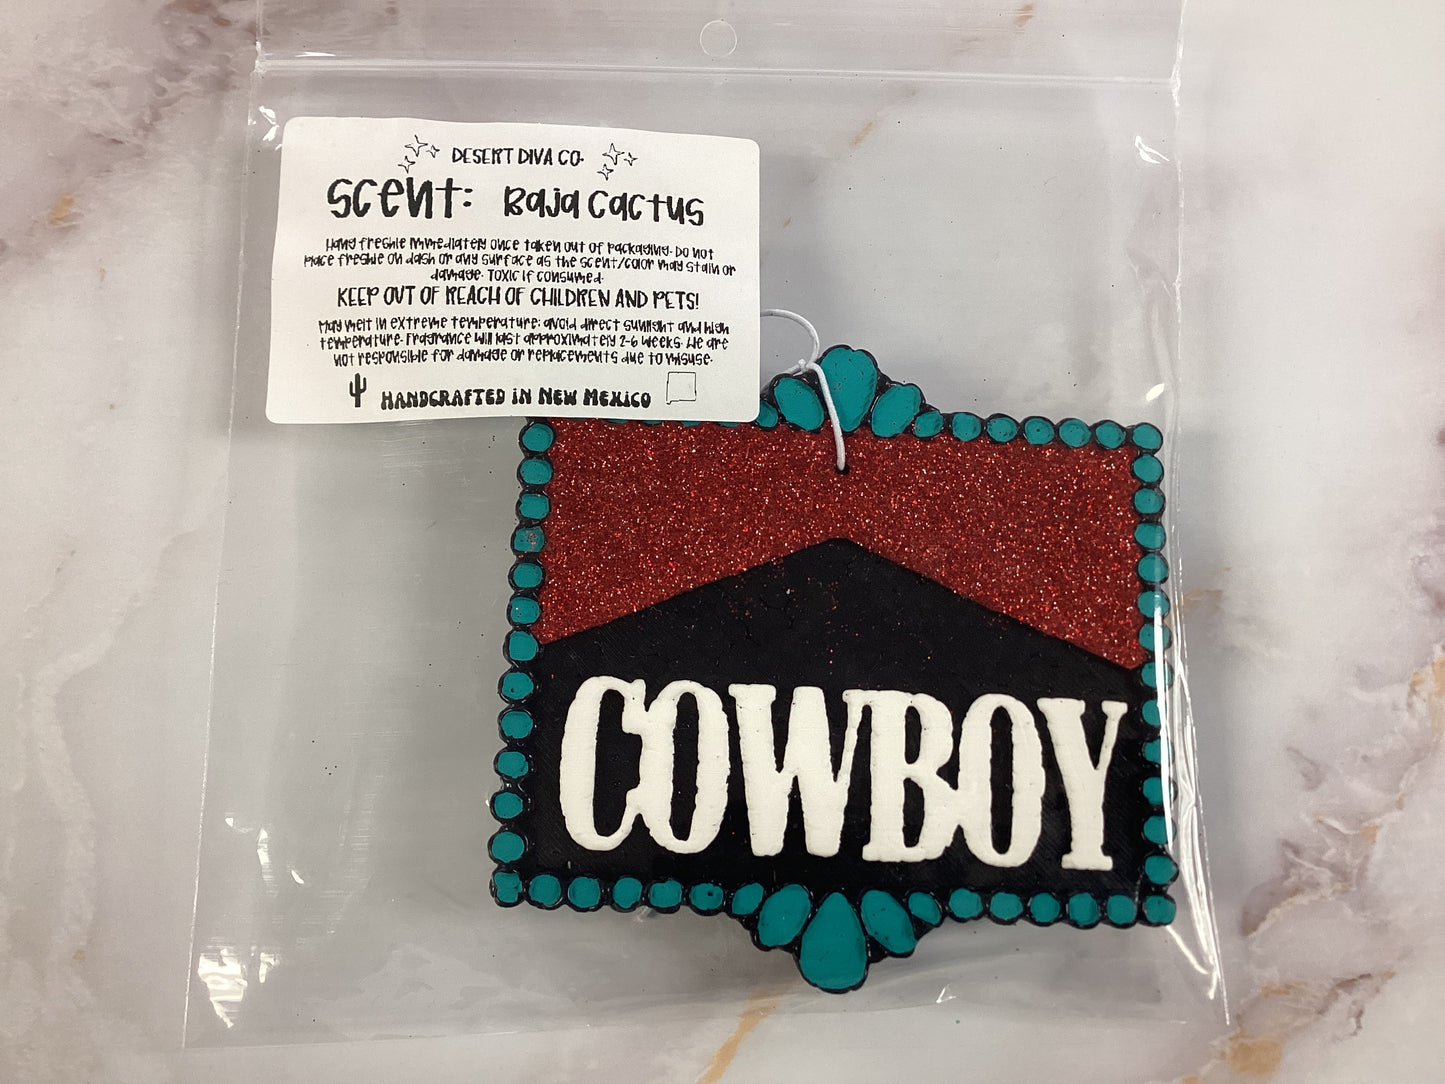 DESERT DIVA CO.
Scent: Baja Cactus
Hang freshie immediately once taken out of packaging. Do not
place freshie on dash or any surface as the scent/color may stain or
damage. Toxic if consumed.
KEEP OUT OF REACH OF CHILDREN AND PETS!
May melt in extreme temperature; avoid direct sunlight and high
temperature. Fragrance will last approximately 2-6 weeks. We are
not responsible for damage or replacements due to misuse.
HANDCRAFTED IN NEW MEXICO
COWBOY